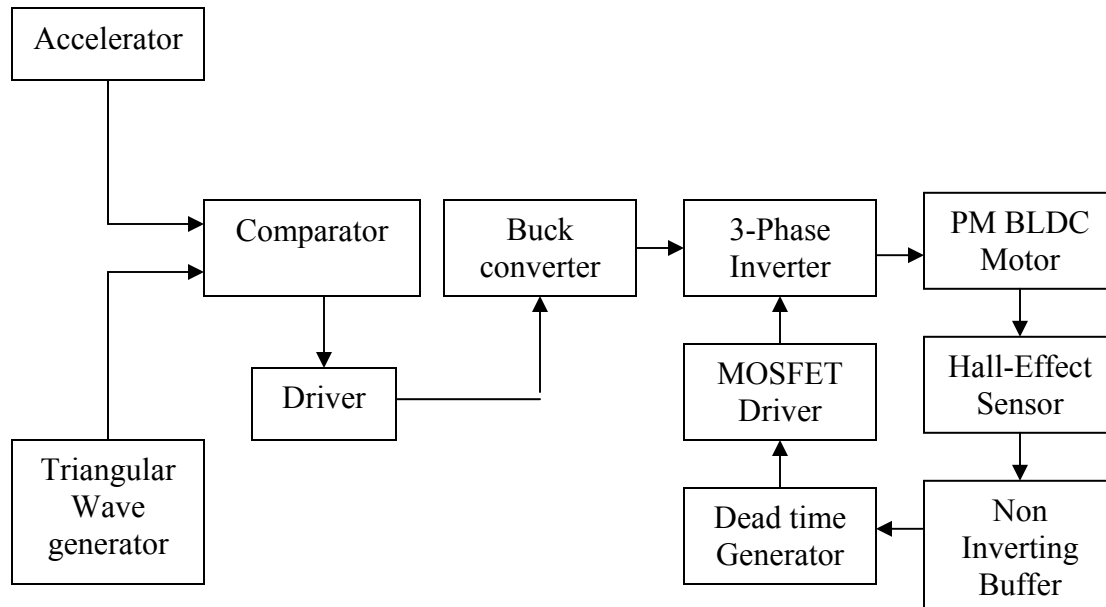 Accelerator
Comparator
Buck
converter
3-Phase
Inverter
PM BLDC
Motor
Driver
MOSFET
Driver
Hall-Effect
Sensor
Triangular
Wave
generator
Dead time
Generator
Non
Inverting
Buffer